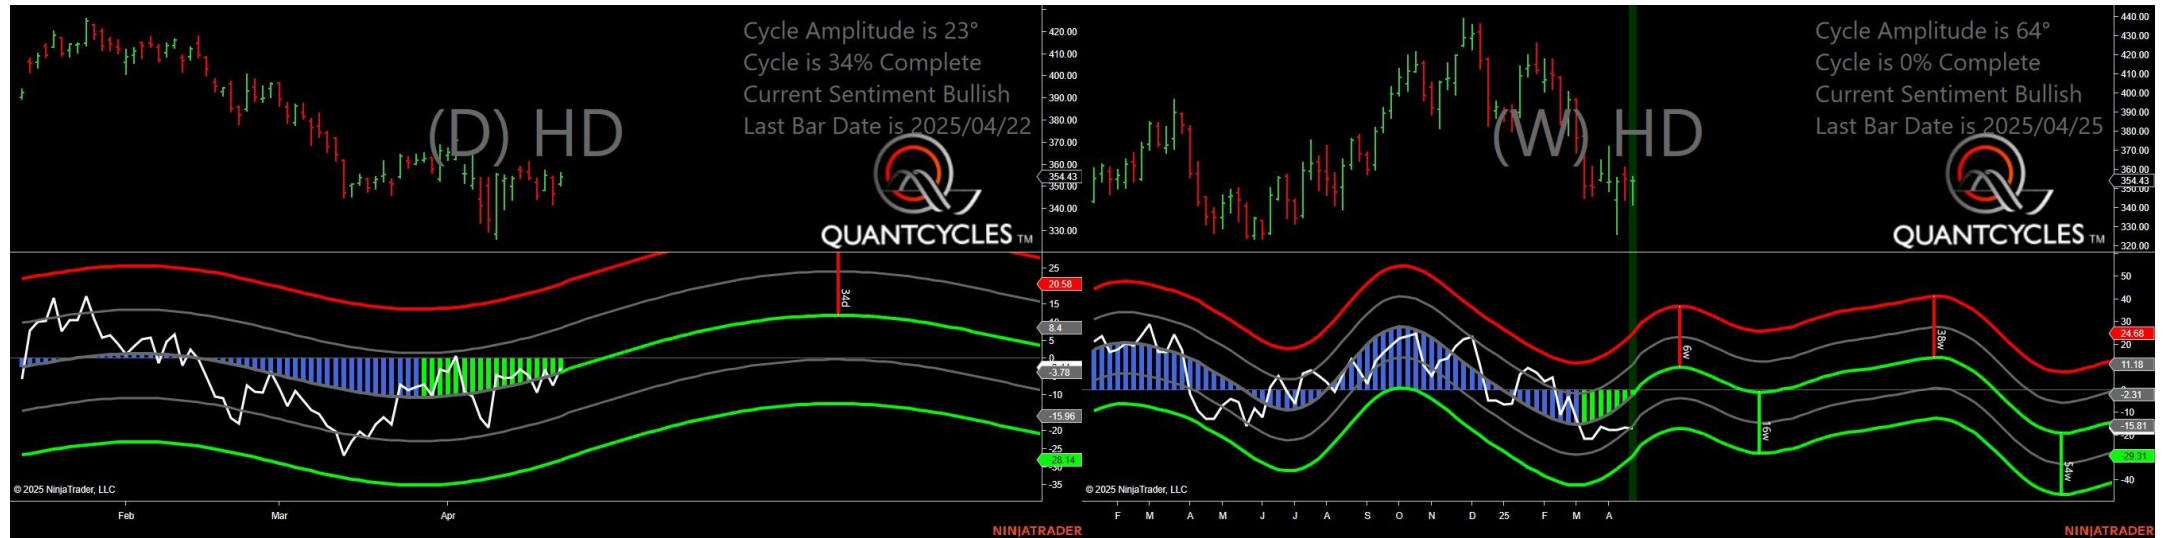 Cycle Amplitude is 23°
Cycle is 34% Complete
Current Sentiment Bullish
Last Bar Date is 2025/04/22
(D) HD
QUANTCYCLES TM
420.00
410.00
400.00
390.00
380.00
370.00
360.00
354.43
350.00
340.00
330.00
34d
25
20.58
15
8.4
5
0
-3.78
-10
-15.96
-20
-25
-28.14
-30
-35
© 2025 NinjaTrader, LLC
Feb Mar Apr
NINJATRADER
Cycle Amplitude is 64°
Cycle is 0% Complete
Current Sentiment Bullish
Last Bar Date is 2025/04/25
(W) HD
QUANTCYCLES TM
440.00
430.00
420.00
410.00
400.00
390.00
380.00
370.00
360.00
354.43
350.00
340.00
330.00
320.00
6w
16w
38w
54w
50
40
30
24.68
20
11.18
0
-2.31
-10
-15.81
-20
-29.31
-40
© 2025 NinjaTrader, LLC
F M A M J J A S O N D 25 F M A
NINJATRADER